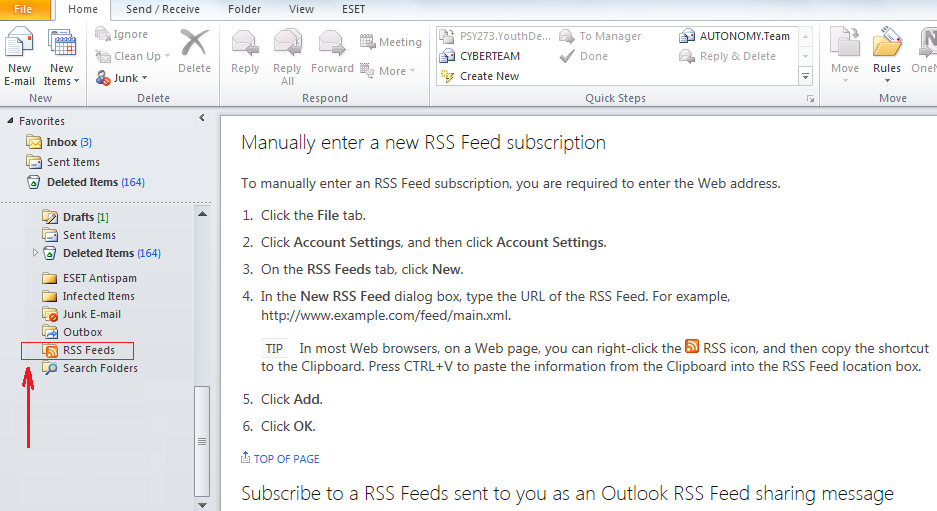 File Home Send / Receive Folder View ESET
New E-mail
New Items
New
Ignore
Clean Up
Junk
Delete
Delete
Reply
Reply All
Forward
Meeting
More
Respond
PSY273.YouthDe...
CYBERTEAM
Create New
To Manager
Done
AUTONOMY.Team
Reply & Delete
Quick Steps
Move
Rules
OneN
Move
Favorites
Inbox (3)
Sent Items
Deleted Items (164)
Drafts [1]
Sent Items
Deleted Items (164)
ESET Antispam
Infected Items
Junk E-mail
Outbox
RSS Feeds
Search Folders
Manually enter a new RSS Feed subscription
To manually enter an RSS Feed subscription, you are required to enter the Web address.
1. Click the File tab.
2. Click Account Settings, and then click Account Settings.
3. On the RSS Feeds tab, click New.
4. In the New RSS Feed dialog box, type the URL of the RSS Feed. For example,
http://www.example.com/feed/main.xml.
TIP In most Web browsers, on a Web page, you can right-click the RSS icon, and then copy the shortcut
to the Clipboard. Press CTRL+V to paste the information from the Clipboard into the RSS Feed location box.
5. Click Add.
6. Click OK.
TOP OF PAGE
Subscribe to a RSS Feeds sent to you as an Outlook RSS Feed sharing message